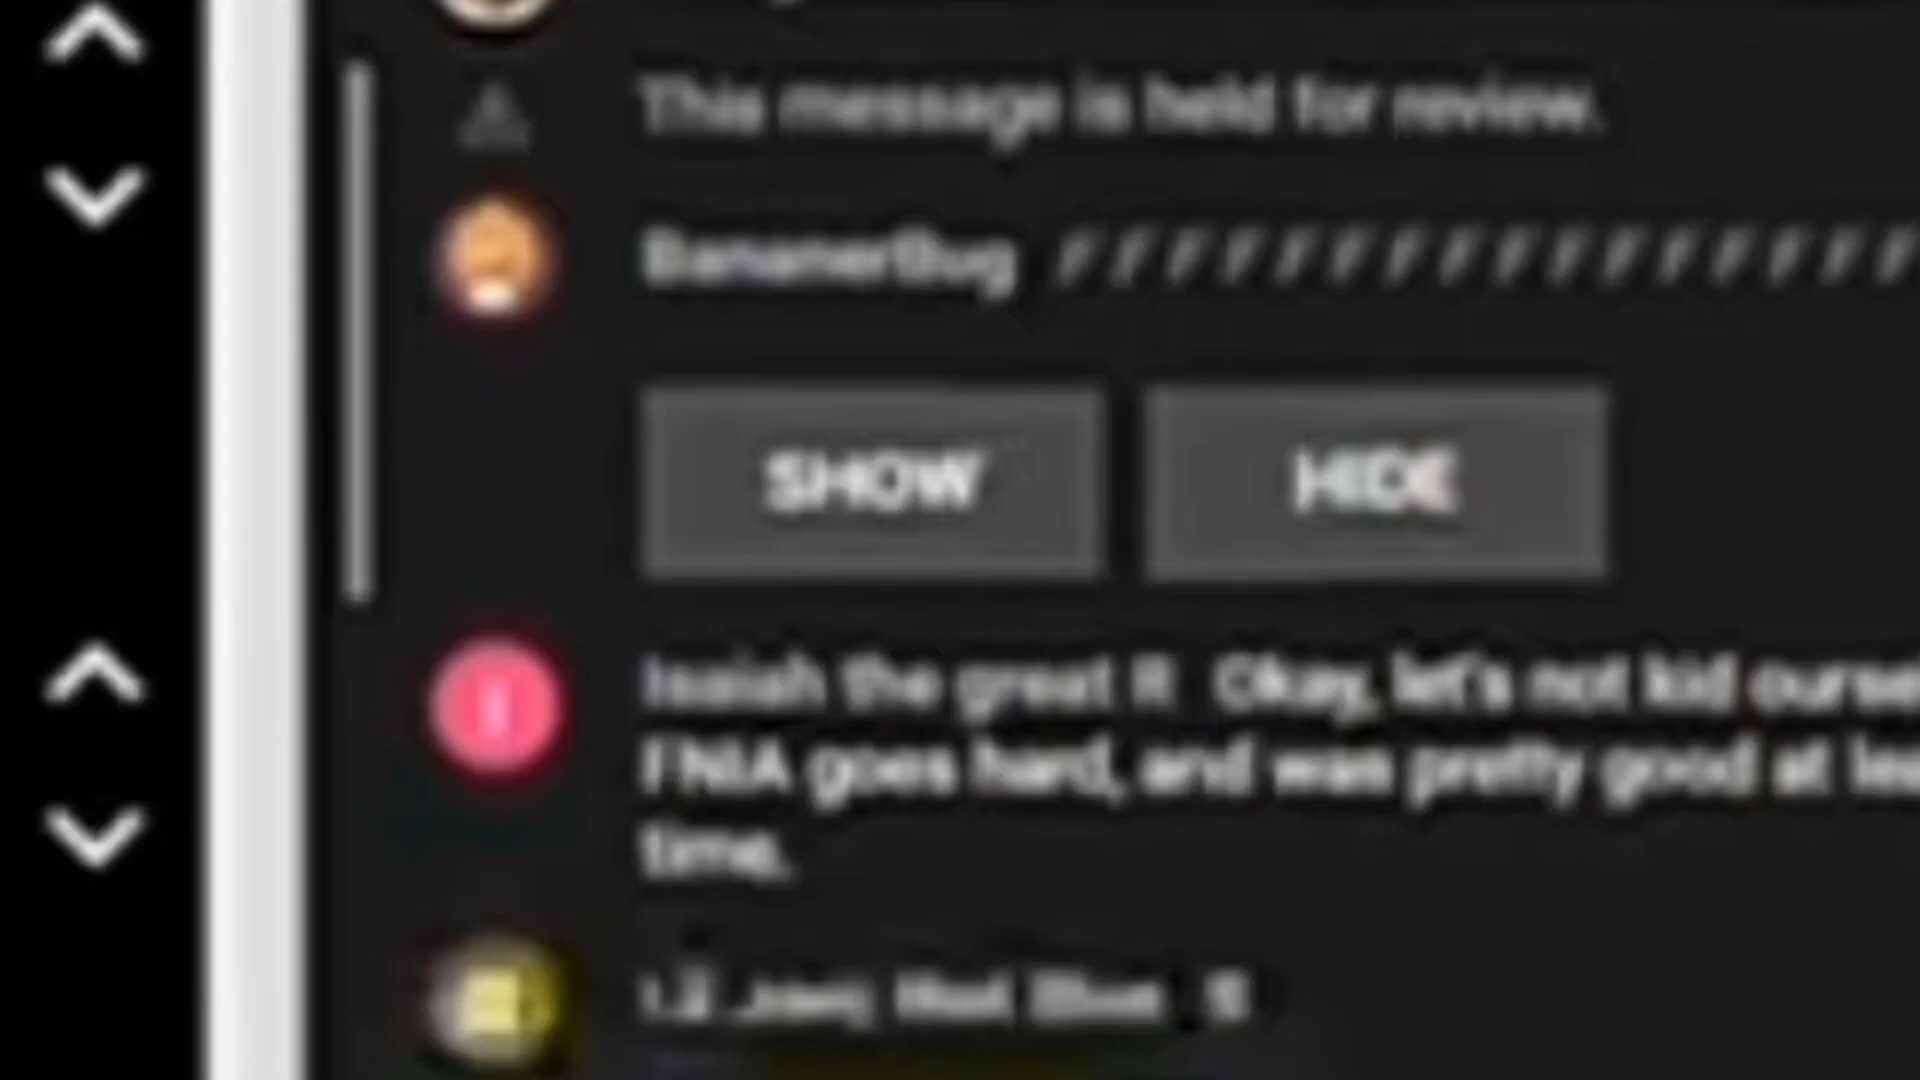 This message is held for review.
BananerBug FFFFFFFFFFFFFFFF
SHOW HIDE
Isaiah the great R Okay, let's not kid ourse
FNIA goes hard, and was pretty good at lea
time.